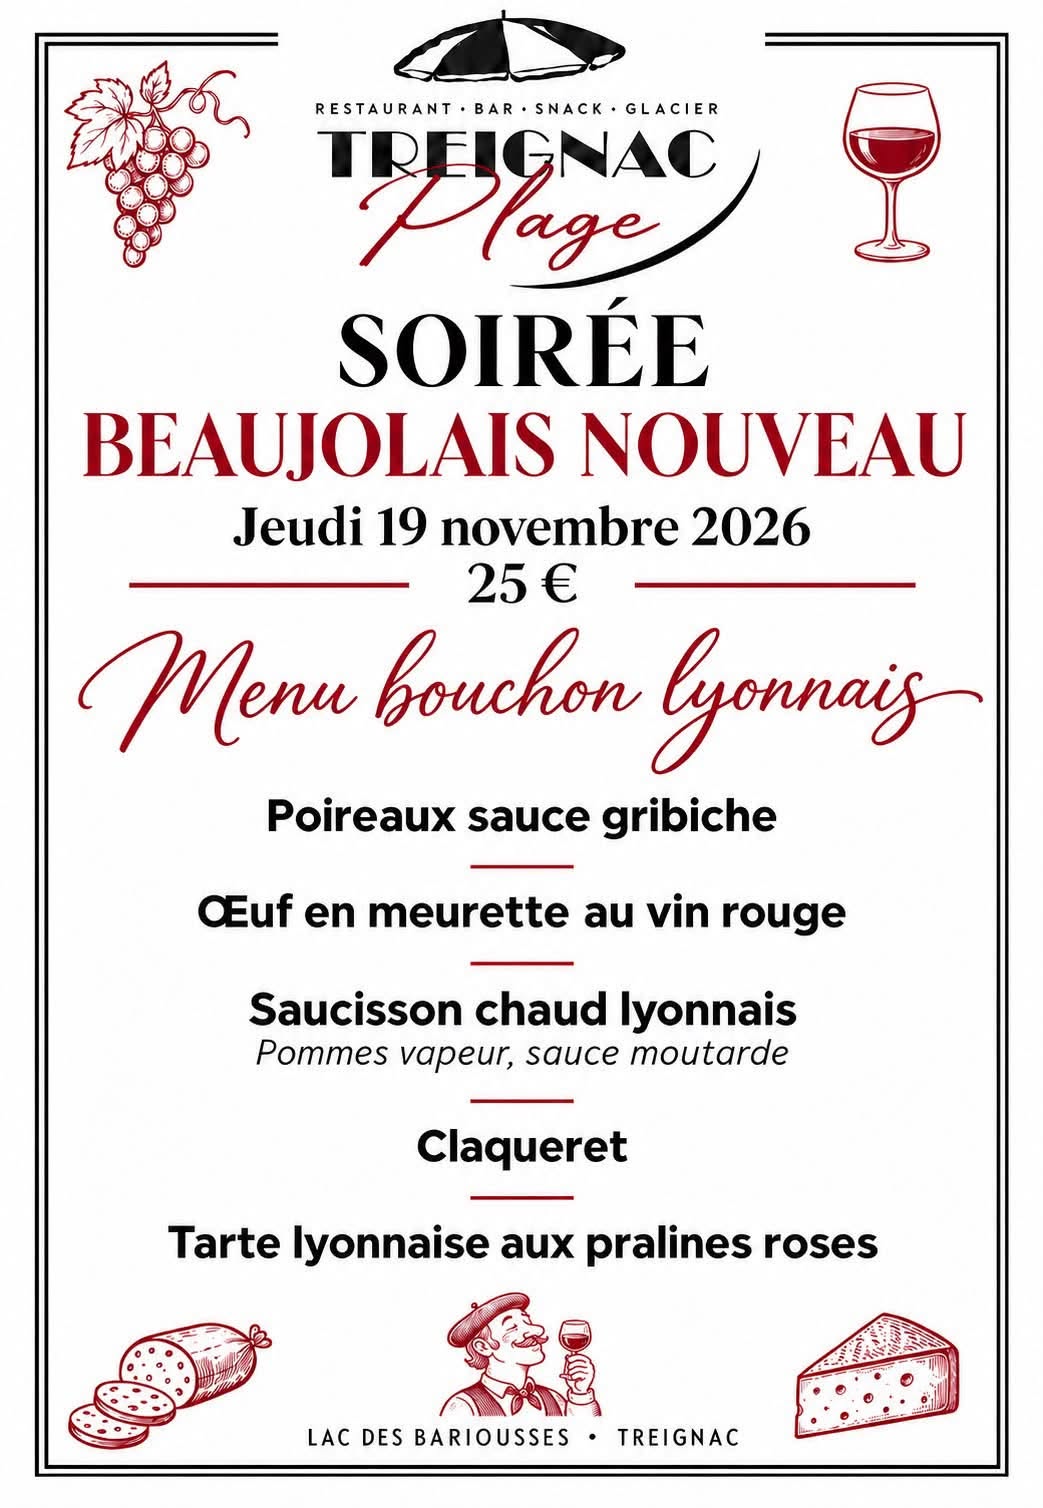 RESTAURANT • BAR • SNACK • GLACIER
TREIGNAC
Plage
SOIRÉE
BEAUJOLAIS NOUVEAU
Jeudi 19 novembre 2026
25 €
Menu bouchon lyonnais
Poireaux sauce gribiche
Œuf en meurette au vin rouge
Saucisson chaud lyonnais
Pommes vapeur, sauce moutarde
Claqueret
Tarte lyonnaise aux pralines roses
LAC DES BARIOUSSES • TREIGNAC